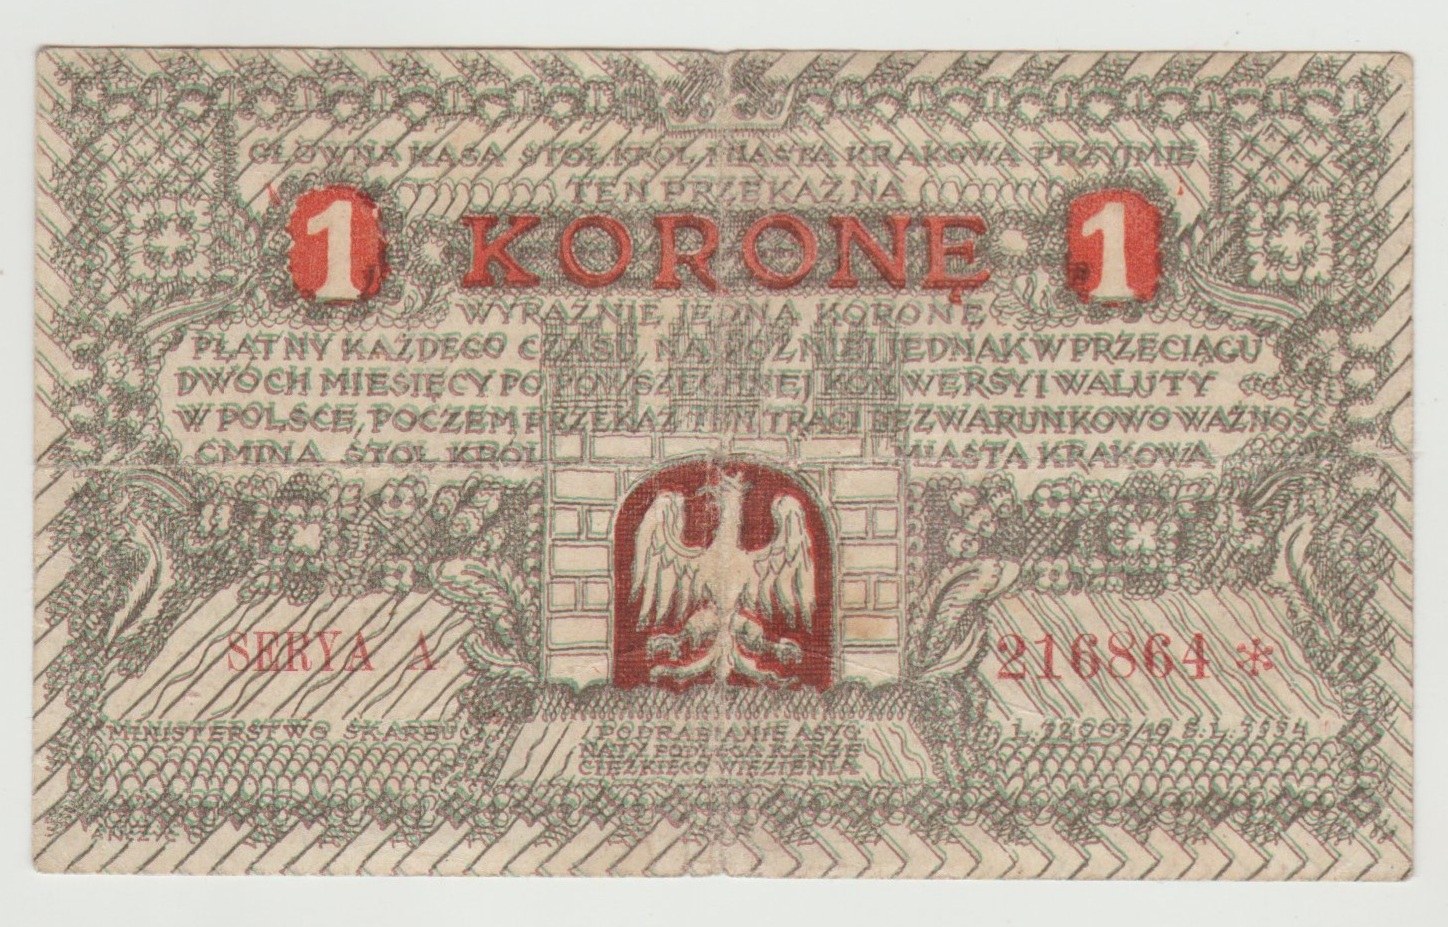 GŁÓWNA KASA STOŁ. KRÓL. MIASTA KRAKOWA PRZYJMIE
TEN PRZEKAZ NA
1 KORONĘ 1
WYRAŹNIE JEDNA KORONĘ
PŁATNY KAŻDEGO CZASU, NAJPÓŹNIEJ JEDNAK W PRZECIĄGU
DWÓCH MIESIĘCY PO POWSZECHNEJ KONWERSYI WALUTY
W POLSCE, POCZEM PRZEKAZ TEN TRACI BEZWARUNKOWO WAŻNOŚĆ
GMINA STOŁ. KRÓL. MIASTA KRAKOWA
SERYA A 216864 *
MINISTERSTWO SKARBU
PODRABIANIE ASYG
NATY PODLEGA KARZE
CIĘŻKIEGO WIĘZIENIA